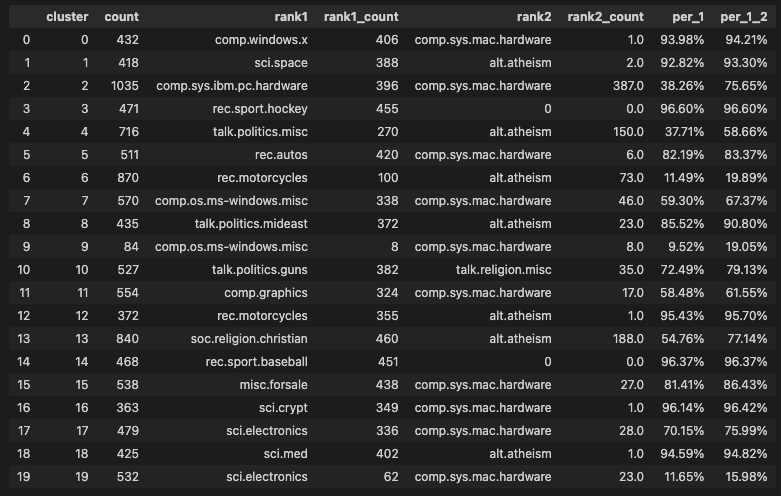 cluster count rank1 rank1_count rank2 rank2_count per_1 per_1_2
0 0 432 comp.windows.x 406 comp.sys.mac.hardware 1.0 93.98% 94.21%
1 1 418 sci.space 388 alt.atheism 2.0 92.82% 93.30%
2 2 1035 comp.sys.ibm.pc.hardware 396 comp.sys.mac.hardware 387.0 38.26% 75.65%
3 3 471 rec.sport.hockey 455 0 0.0 96.60% 96.60%
4 4 716 talk.politics.misc 270 alt.atheism 150.0 37.71% 58.66%
5 5 511 rec.autos 420 comp.sys.mac.hardware 6.0 82.19% 83.37%
6 6 870 rec.motorcycles 100 alt.atheism 73.0 11.49% 19.89%
7 7 570 comp.os.ms-windows.misc 338 comp.sys.mac.hardware 46.0 59.30% 67.37%
8 8 435 talk.politics.mideast 372 alt.atheism 23.0 85.52% 90.80%
9 9 84 comp.os.ms-windows.misc 8 comp.sys.mac.hardware 8.0 9.52% 19.05%
10 10 527 talk.politics.guns 382 talk.religion.misc 35.0 72.49% 79.13%
11 11 554 comp.graphics 324 comp.sys.mac.hardware 17.0 58.48% 61.55%
12 12 372 rec.motorcycles 355 alt.atheism 1.0 95.43% 95.70%
13 13 840 soc.religion.christian 460 alt.atheism 188.0 54.76% 77.14%
14 14 468 rec.sport.baseball 451 0 0.0 96.37% 96.37%
15 15 538 misc.forsale 438 comp.sys.mac.hardware 27.0 81.41% 86.43%
16 16 363 sci.crypt 349 comp.sys.mac.hardware 1.0 96.14% 96.42%
17 17 479 sci.electronics 336 comp.sys.mac.hardware 28.0 70.15% 75.99%
18 18 425 sci.med 402 alt.atheism 1.0 94.59% 94.82%
19 19 532 sci.electronics 62 comp.sys.mac.hardware 23.0 11.65% 15.98%